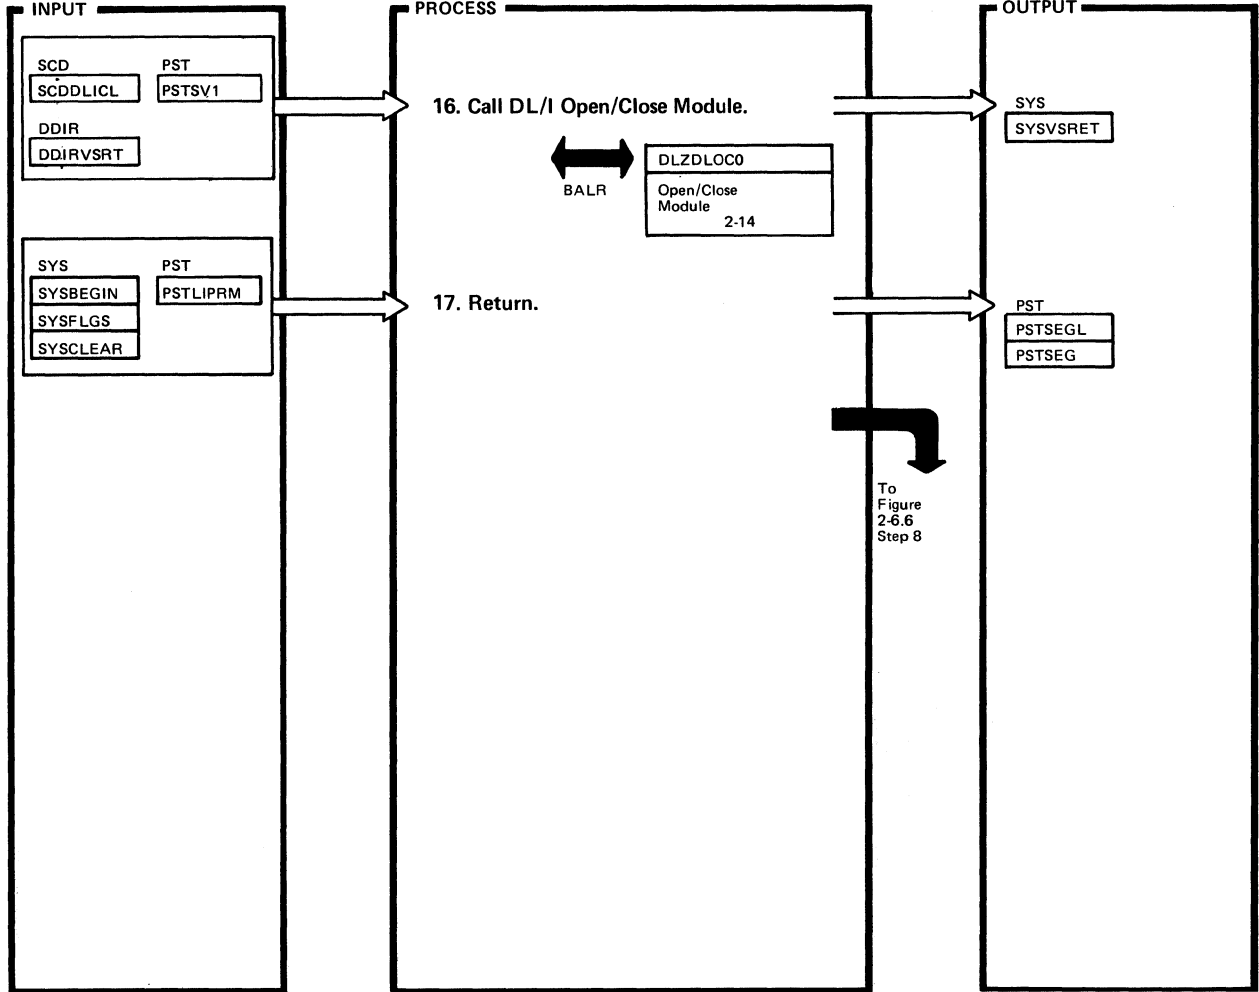 INPUT
PROCESS
OUTPUT
SCD PST
SCDDLICL PSTSV1
DDIR
DDIRVSRT
16. Call DL/I Open/Close Module.
BALR
DLZDLOC0
Open/Close
Module
2-14
SYS
SYSVSRET
SYS PST
SYSBEGIN PSTLIPRM
SYSFLGS
SYSCLEAR
17. Return.
PST
PSTSEGL
PSTSEG
To
Figure
2-6.6
Step 8